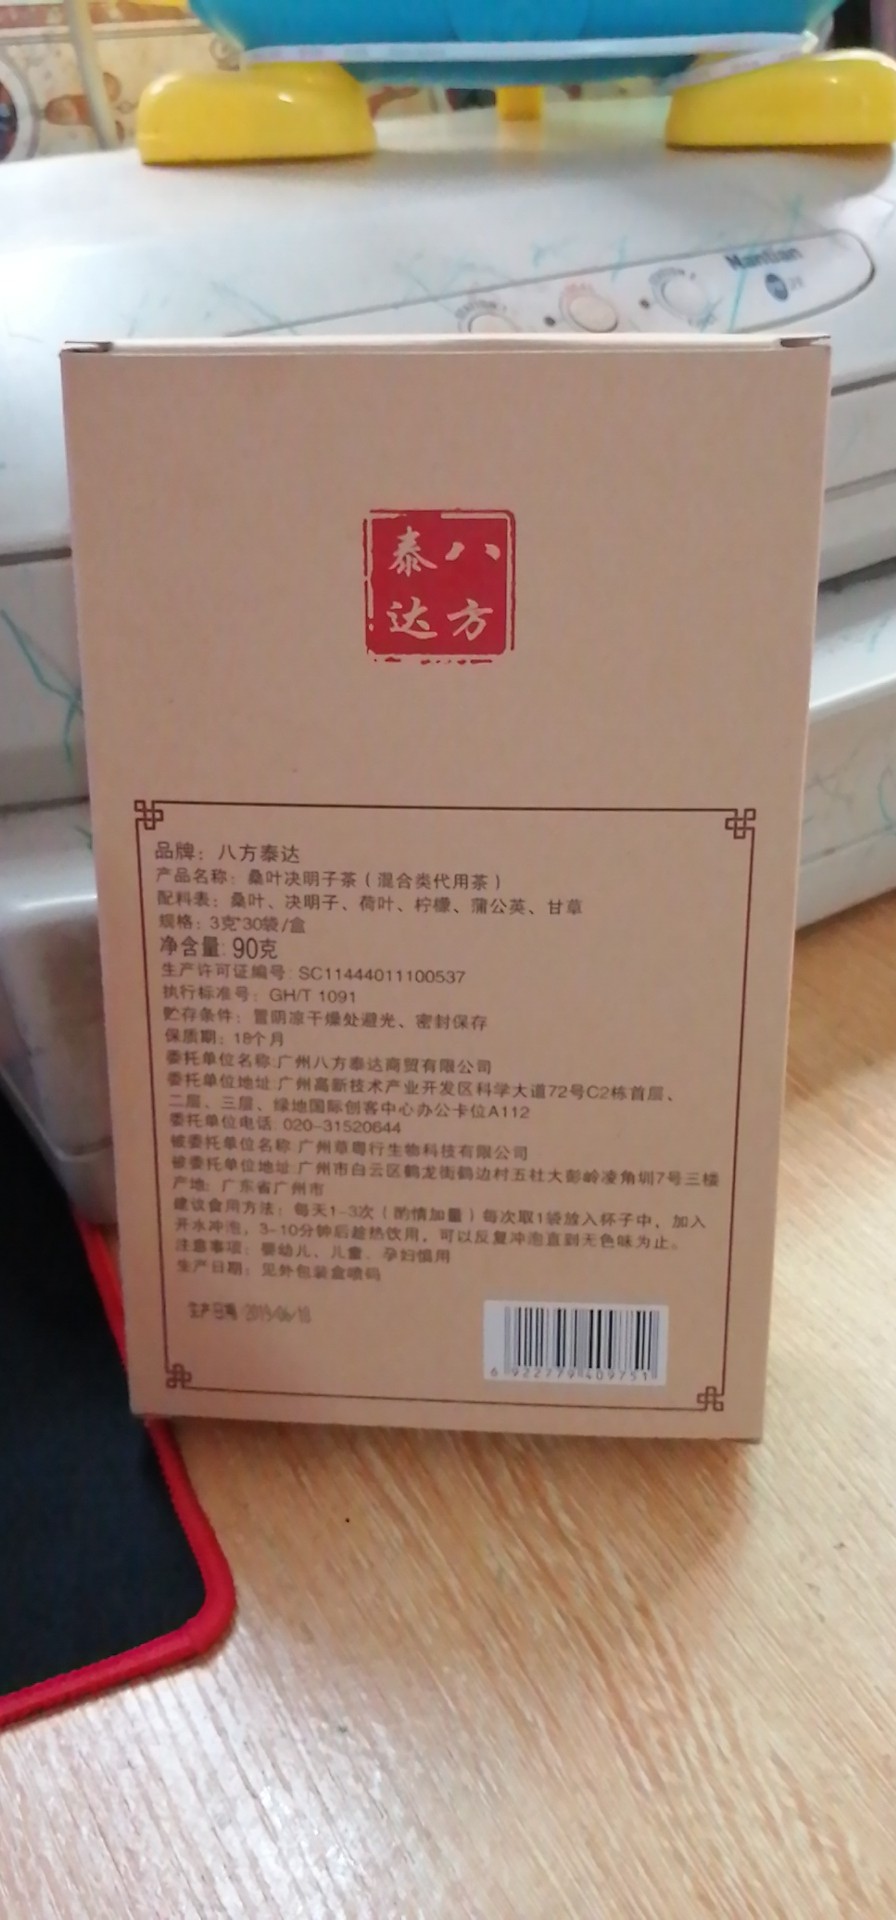 Nantian
八方
泰达
品牌：八方泰达
产品名称：桑叶决明子茶（混合类代用茶）
配料表：桑叶、决明子、荷叶、柠檬、蒲公英、甘草
规格：3克*30袋/盒
净含量：90克
生产许可证编号：SC11444011100537
执行标准号：GH/T 1091
贮存条件：置阴凉干燥处避光、密封保存
保质期：18个月
委托单位名称:广州八方泰达商贸有限公司
委托单位地址:广州高新技术产业开发区科学大道72号C2栋首层、
二层、三层、绿地国际创客中心办公卡位A112
委托单位电话：020-31520644
被委托单位名称:广州草粤行生物科技有限公司
被委托单位地址:广州市白云区鹤龙街鹤边村五社大彭岭凌角圳7号三楼
产地：广东省广州市
建议食用方法：每天1-3次（酌情加量）每次取1袋放入杯子中，加入
开水冲泡，3-10分钟后趁热饮用，可以反复冲泡直到无色味为止。
注意事项：婴幼儿、儿童、孕妇慎用
生产日期：见外包装盒喷码
生产日期 2019/06/10
6 922779 409751